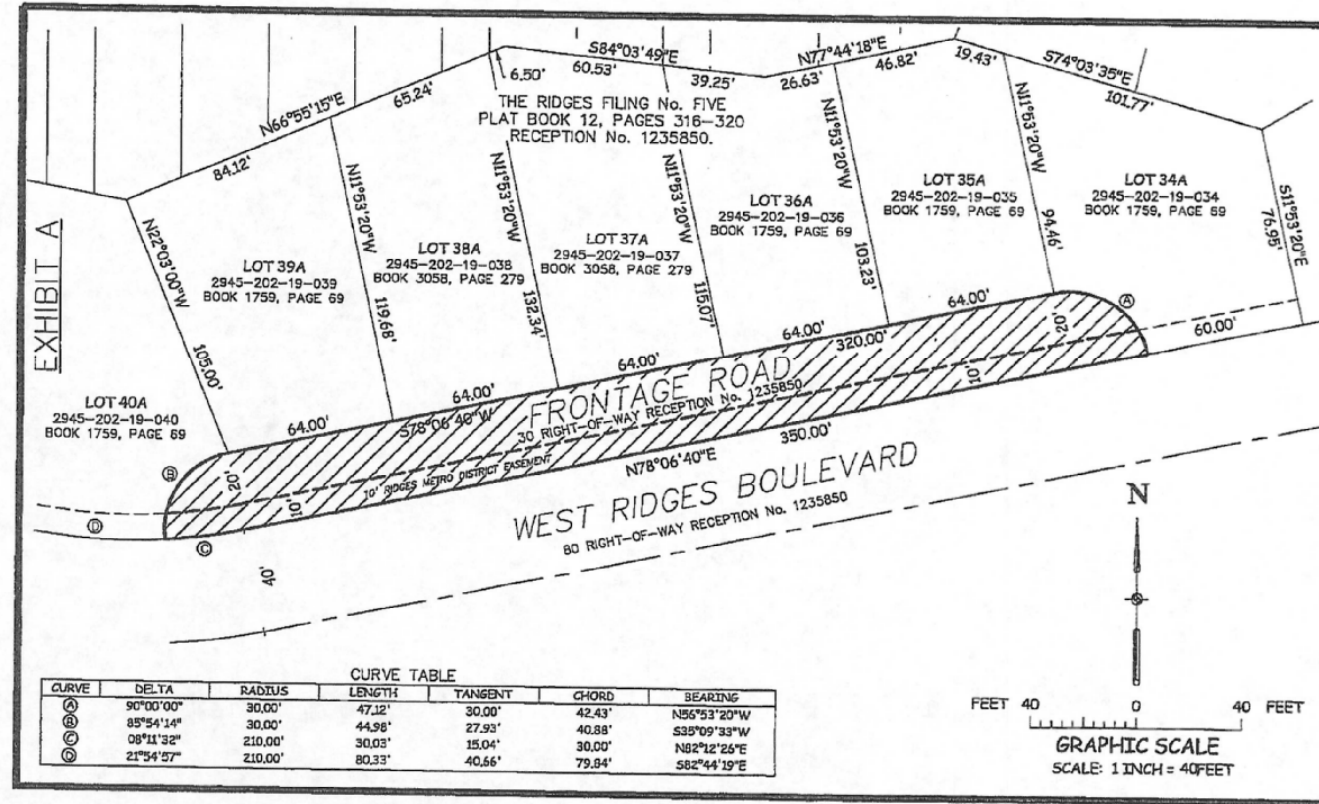 EXHIBIT A
N66°55'15"E
84.12'
65.24'
6.50'
S84°03'49"E
60.53'
39.25'
N77°44'18"E
26.63'
46.82'
19.43'
S74°03'35"E
101.77'
THE RIDGES FILING No. FIVE
PLAT BOOK 12, PAGES 316-320
RECEPTION No. 1235850.
N22°03'00"W
105.00'
N11°53'20"W
119.68'
N11°53'20"W
132.34'
N11°53'20"W
115.07'
N11°53'20"W
103.23'
N11°53'20"W
94.46'
S11°53'20"E
76.95'
LOT 34A
2945-202-19-034
BOOK 1759, PAGE 69
LOT 35A
2945-202-19-035
BOOK 1759, PAGE 69
LOT 36A
2945-202-19-036
BOOK 1759, PAGE 69
LOT 37A
2945-202-19-037
BOOK 3058, PAGE 279
LOT 38A
2945-202-19-038
BOOK 3058, PAGE 279
LOT 39A
2945-202-19-039
BOOK 1759, PAGE 69
LOT 40A
2945-202-19-040
BOOK 1759, PAGE 69
64.00'
64.00'
64.00'
64.00'
64.00'
S78°06'40"W
320.00'
60.00'
A
B
C
D
20'
10'
20'
10'
40'
FRONTAGE ROAD
30 RIGHT-OF-WAY RECEPTION No. 1235850
10' RIDGES METRO DISTRICT EASEMENT
N78°06'40"E
350.00'
WEST RIDGES BOULEVARD
80 RIGHT-OF-WAY RECEPTION No. 1235850
N
CURVE TABLE
CURVE DELTA RADIUS LENGTH TANGENT CHORD BEARING
A 90°00'00" 30.00' 47.12' 30.00' 42.43' N56°53'20"W
B 85°54'14" 30.00' 44.98' 27.93' 40.88' S35°09'33"W
C 08°11'32" 210.00' 30.03' 15.04' 30.00' N82°12'26"E
D 21°54'57" 210.00' 80.33' 40.66' 79.84' S82°44'19"E
FEET 40 0 40 FEET
GRAPHIC SCALE
SCALE: 1 INCH = 40FEET